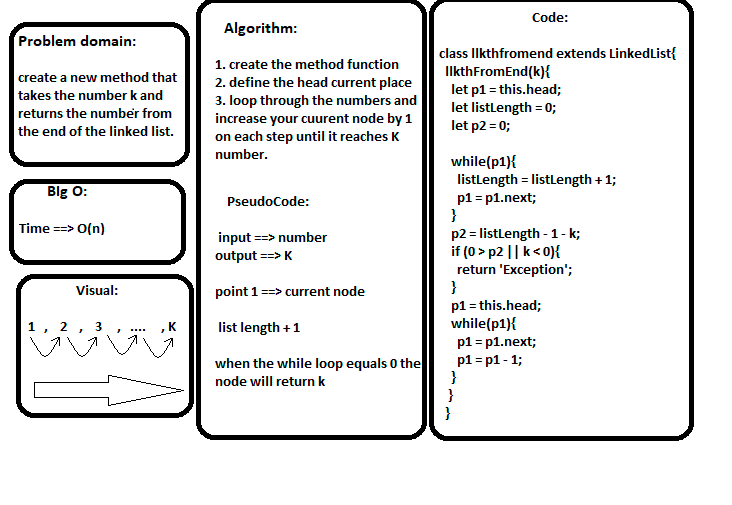 Problem domain:
create a new method that
takes the number k and
returns the number from
the end of the linked list.
BIg O:
Time ==> O(n)
Visual:
1 , 2 , 3 , .... , K
Algorithm:
1. create the method function
2. define the head current place
3. loop through the numbers and
increase your cuurent node by 1
on each step until it reaches K
number.
PseudoCode:
input ==> number
output ==> K
point 1 ==> current node
list length + 1
when the while loop equals 0 the
node will return k
Code:
class llkthfromend extends LinkedList{
llkthFromEnd(k){
let p1 = this.head;
let listLength = 0;
let p2 = 0;
while(p1){
listLength = listLength + 1;
p1 = p1.next;
}
p2 = listLength - 1 - k;
if (0 > p2 || k < 0){
return 'Exception';
}
p1 = this.head;
while(p1){
p1 = p1.next;
p1 = p1 - 1;
}
}
}